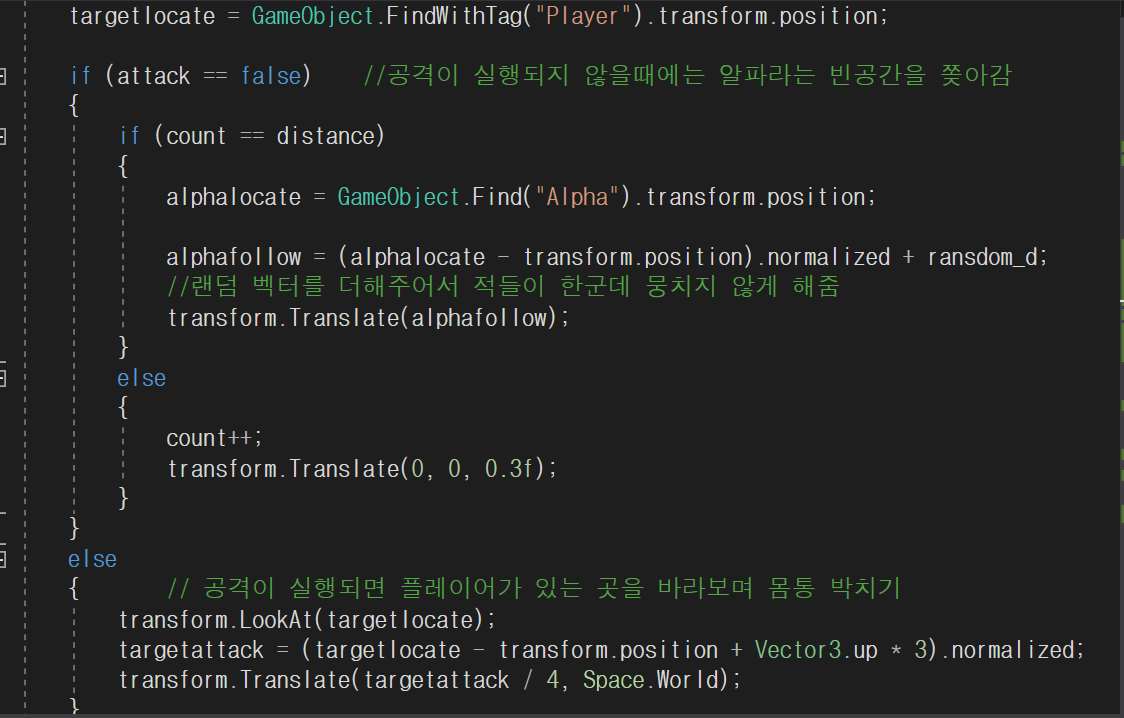 targetlocate = GameObject.FindWithTag("Player").transform.position;
if (attack == false)    //공격이 실행되지 않을때에는 알파라는 빈공간을 쫓아감
{
if (count == distance)
{
alphalocate = GameObject.Find("Alpha").transform.position;
alphafollow = (alphalocate - transform.position).normalized + ransdom_d;
//랜덤 벡터를 더해주어서 적들이 한군데 뭉치지 않게 해줌
transform.Translate(alphafollow);
}
else
{
count++;
transform.Translate(0, 0, 0.3f);
}
}
else
{       // 공격이 실행되면 플레이어가 있는 곳을 바라보며 몸통 박치기
transform.LookAt(targetlocate);
targetattack = (targetlocate - transform.position + Vector3.up * 3).normalized;
transform.Translate(targetattack / 4, Space.World);
}